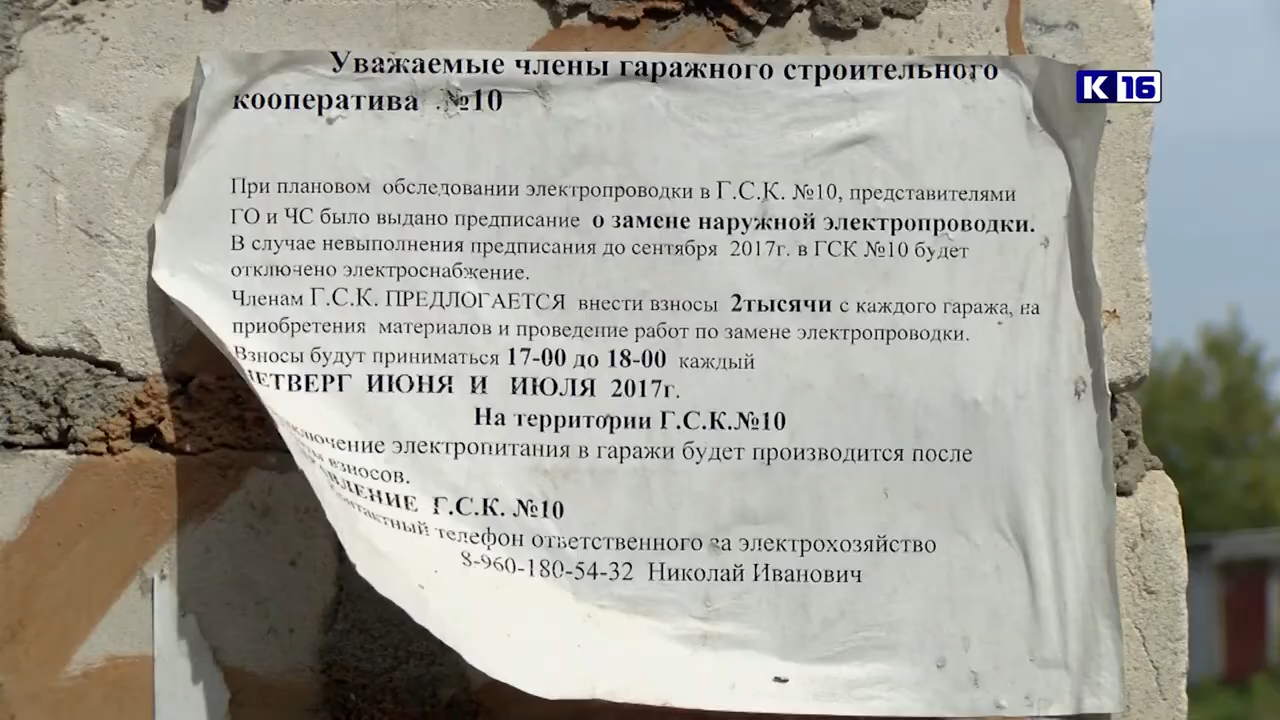 Уважаемые члены гаражного строительного
К 16
кооператива №10
При плановом обследовании электропроводки в Г.С.К. №10, представителями
ГО и ЧС было выдано предписание о замене наружной электропроводки.
В случае невыполнения предписания до сентября 2017г. в ГСК №10 будет
отключено электроснабжение.
Членам Г.С.К. ПРЕДЛОГАЕТСЯ внести взносы 2тысячи с каждого гаража, на
приобретения материалов и проведение работ по замене электропроводки.
Взносы будут приниматься 17-00 до 18-00 каждый
ЧЕТВЕРГ ИЮНЯ И ИЮЛЯ 2017г.
На территории Г.С.К.№10
электропитания в гаражи будет производится после
взносов.
Г.С.К. №10
телефон ответственного за электрохозяйство
8-960-180-54-32 Николай Иванович